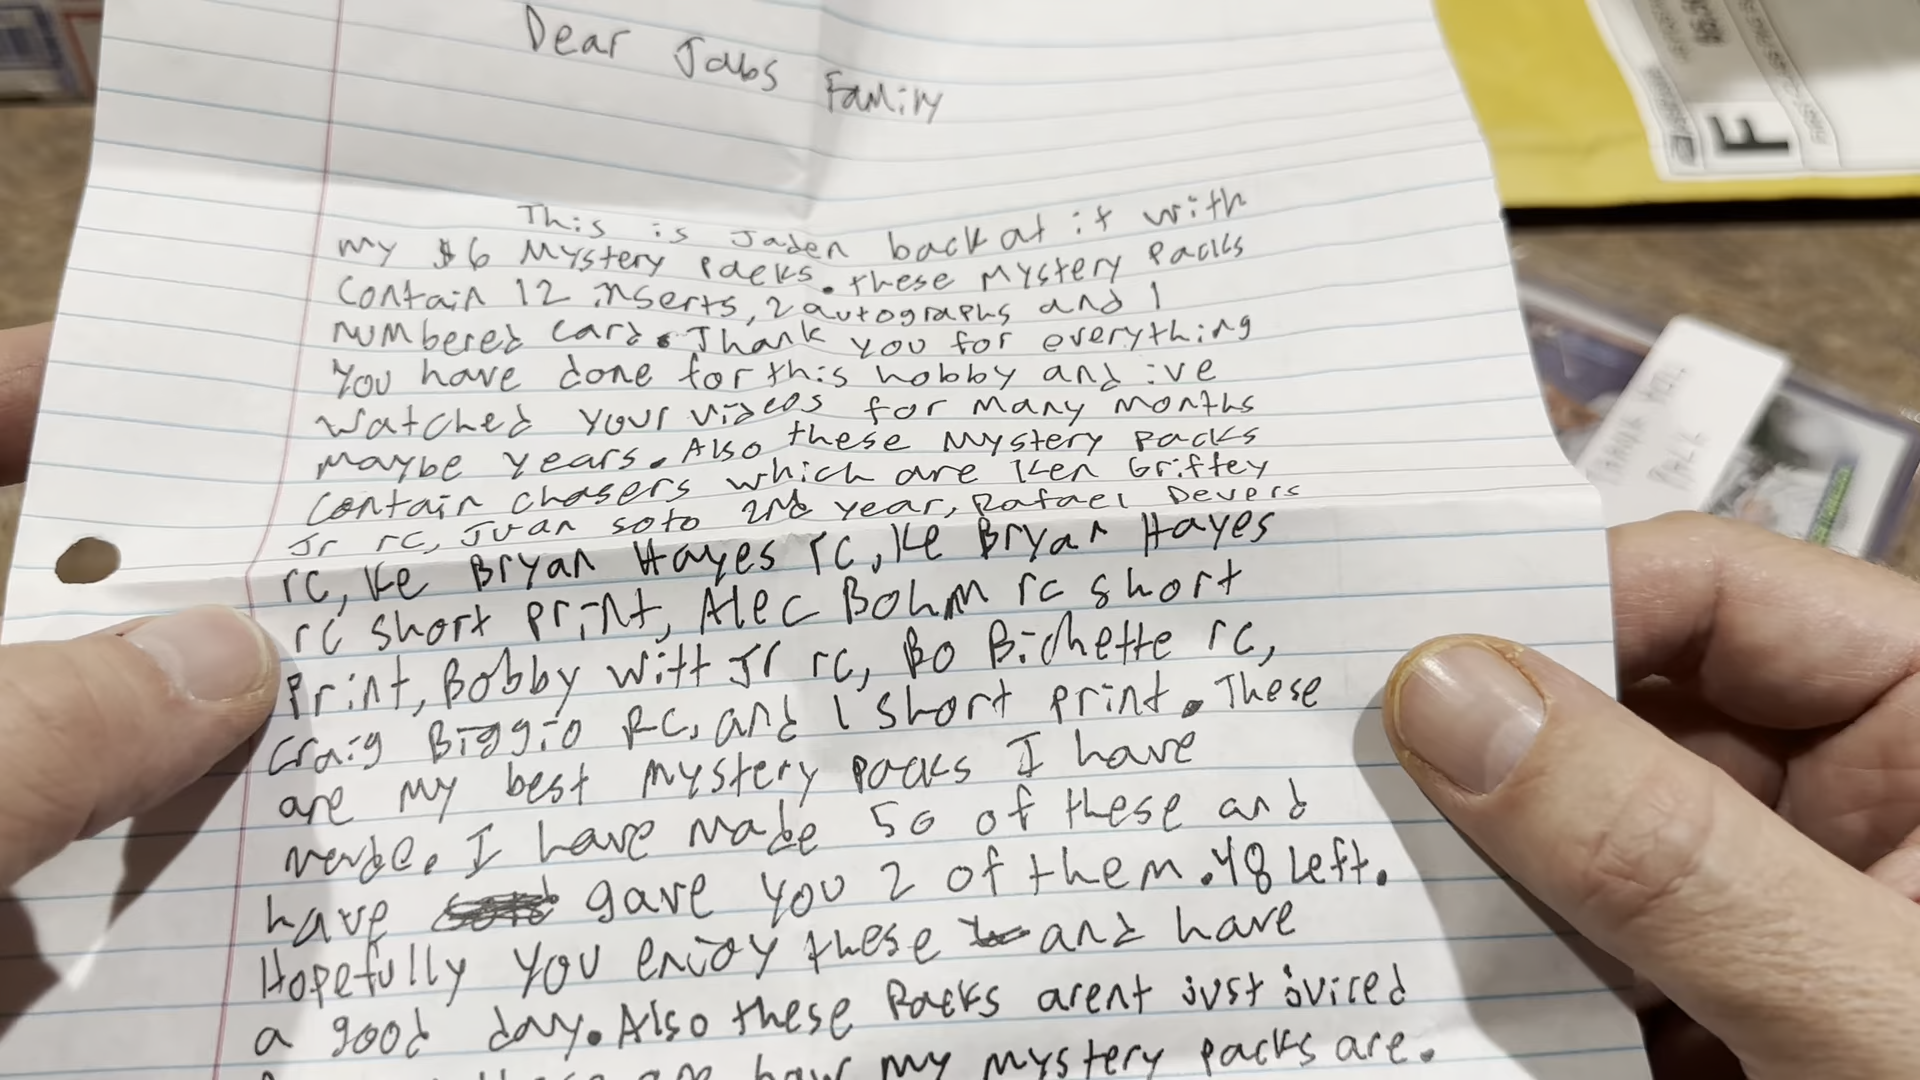 Dear Jabs Family
This is Jaden back at it with
my $6 Mystery Packs. these Mystery Packs
contain 12 inserts, 2 autographs and 1
numbered card. Thank you for everything
You have done for this hobby and ive
watched your videos for many months
maybe years. Also these mystery packs
contain chasers which are Ken Griffey
Jr rc, Juan soto 2nd year, Rafael Devers
rc, Ke Bryan Hayes rc, Ke Bryan Hayes
rc short print, Alec Bohm rc short
Print, Bobby Witt Jr rc, Bo Bichette rc,
Craig Biggio RC, and 1 short print. These
are my best mystery packs I have
made. I have made 50 of these and
have gave you 2 of them. 48 Left.
Hopefully you enjoy these and have
a good day. Also these Packs arent just juiced
these are how my mystery packs are.
F